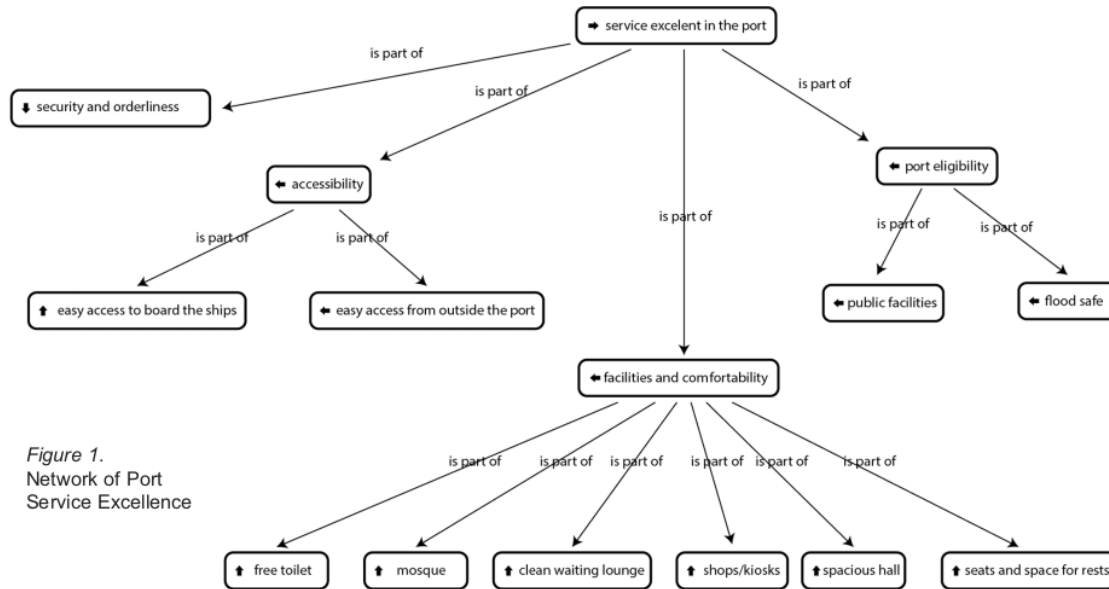 service excelent in the port
is part of
is part of
is part of
is part of
security and orderliness
accessibility
port eligibility
is part of
is part of
is part of
is part of
easy access to board the ships
easy access from outside the port
public facilities
flood safe
facilities and comfortability
Figure 1.
Network of Port
Service Excellence
is part of
is part of
is part of
is part of
is part of
is part of
free toilet
mosque
clean waiting lounge
shops/kiosks
spacious hall
seats and space for rests